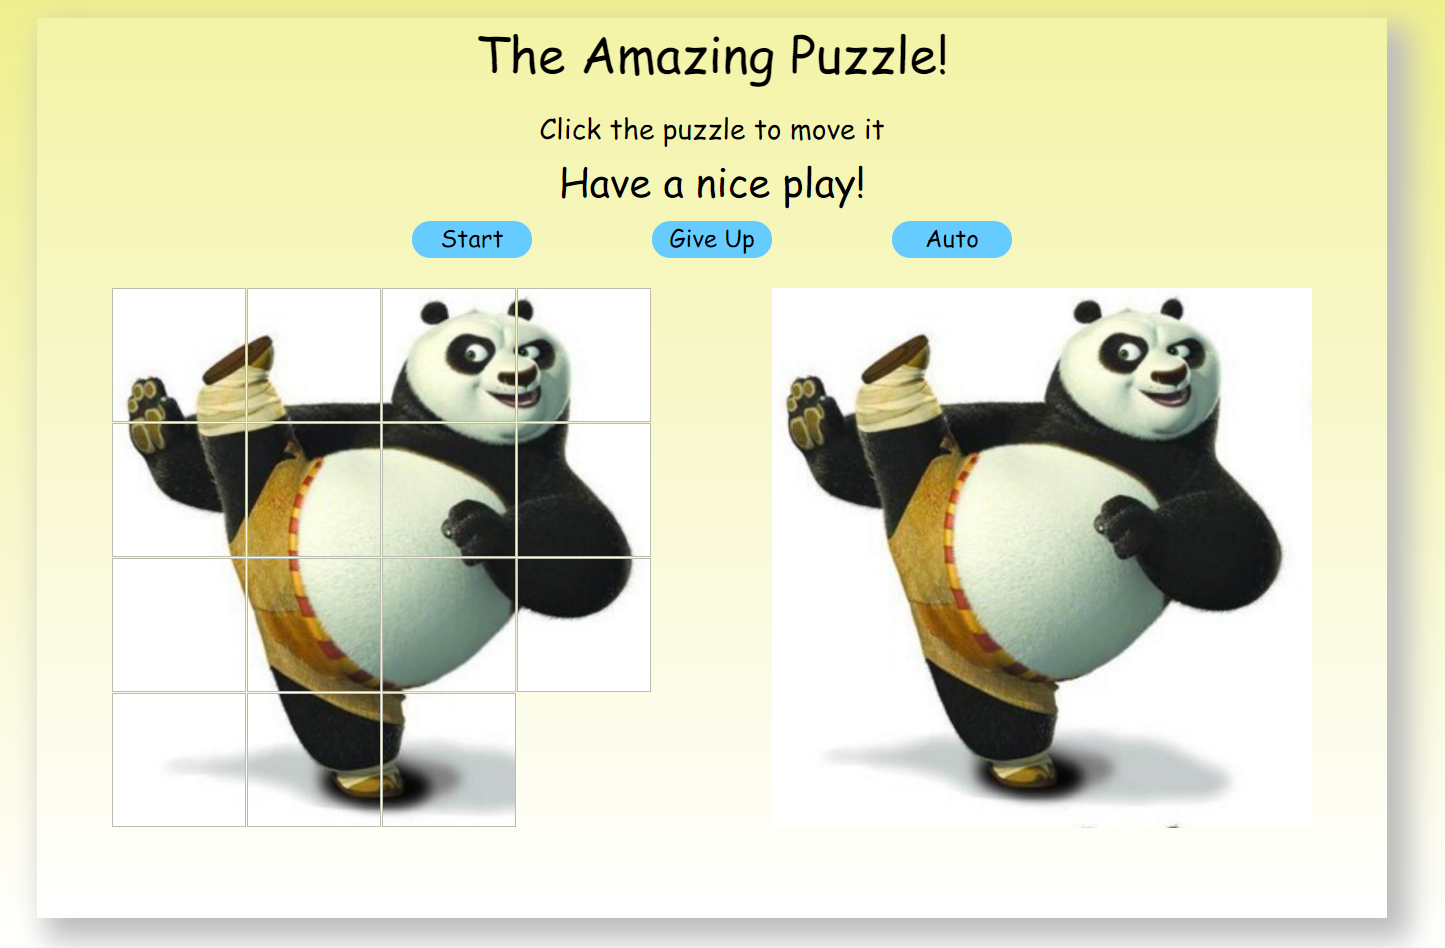 The Amazing Puzzle!
Click the puzzle to move it
Have a nice play!
Start Give Up Auto